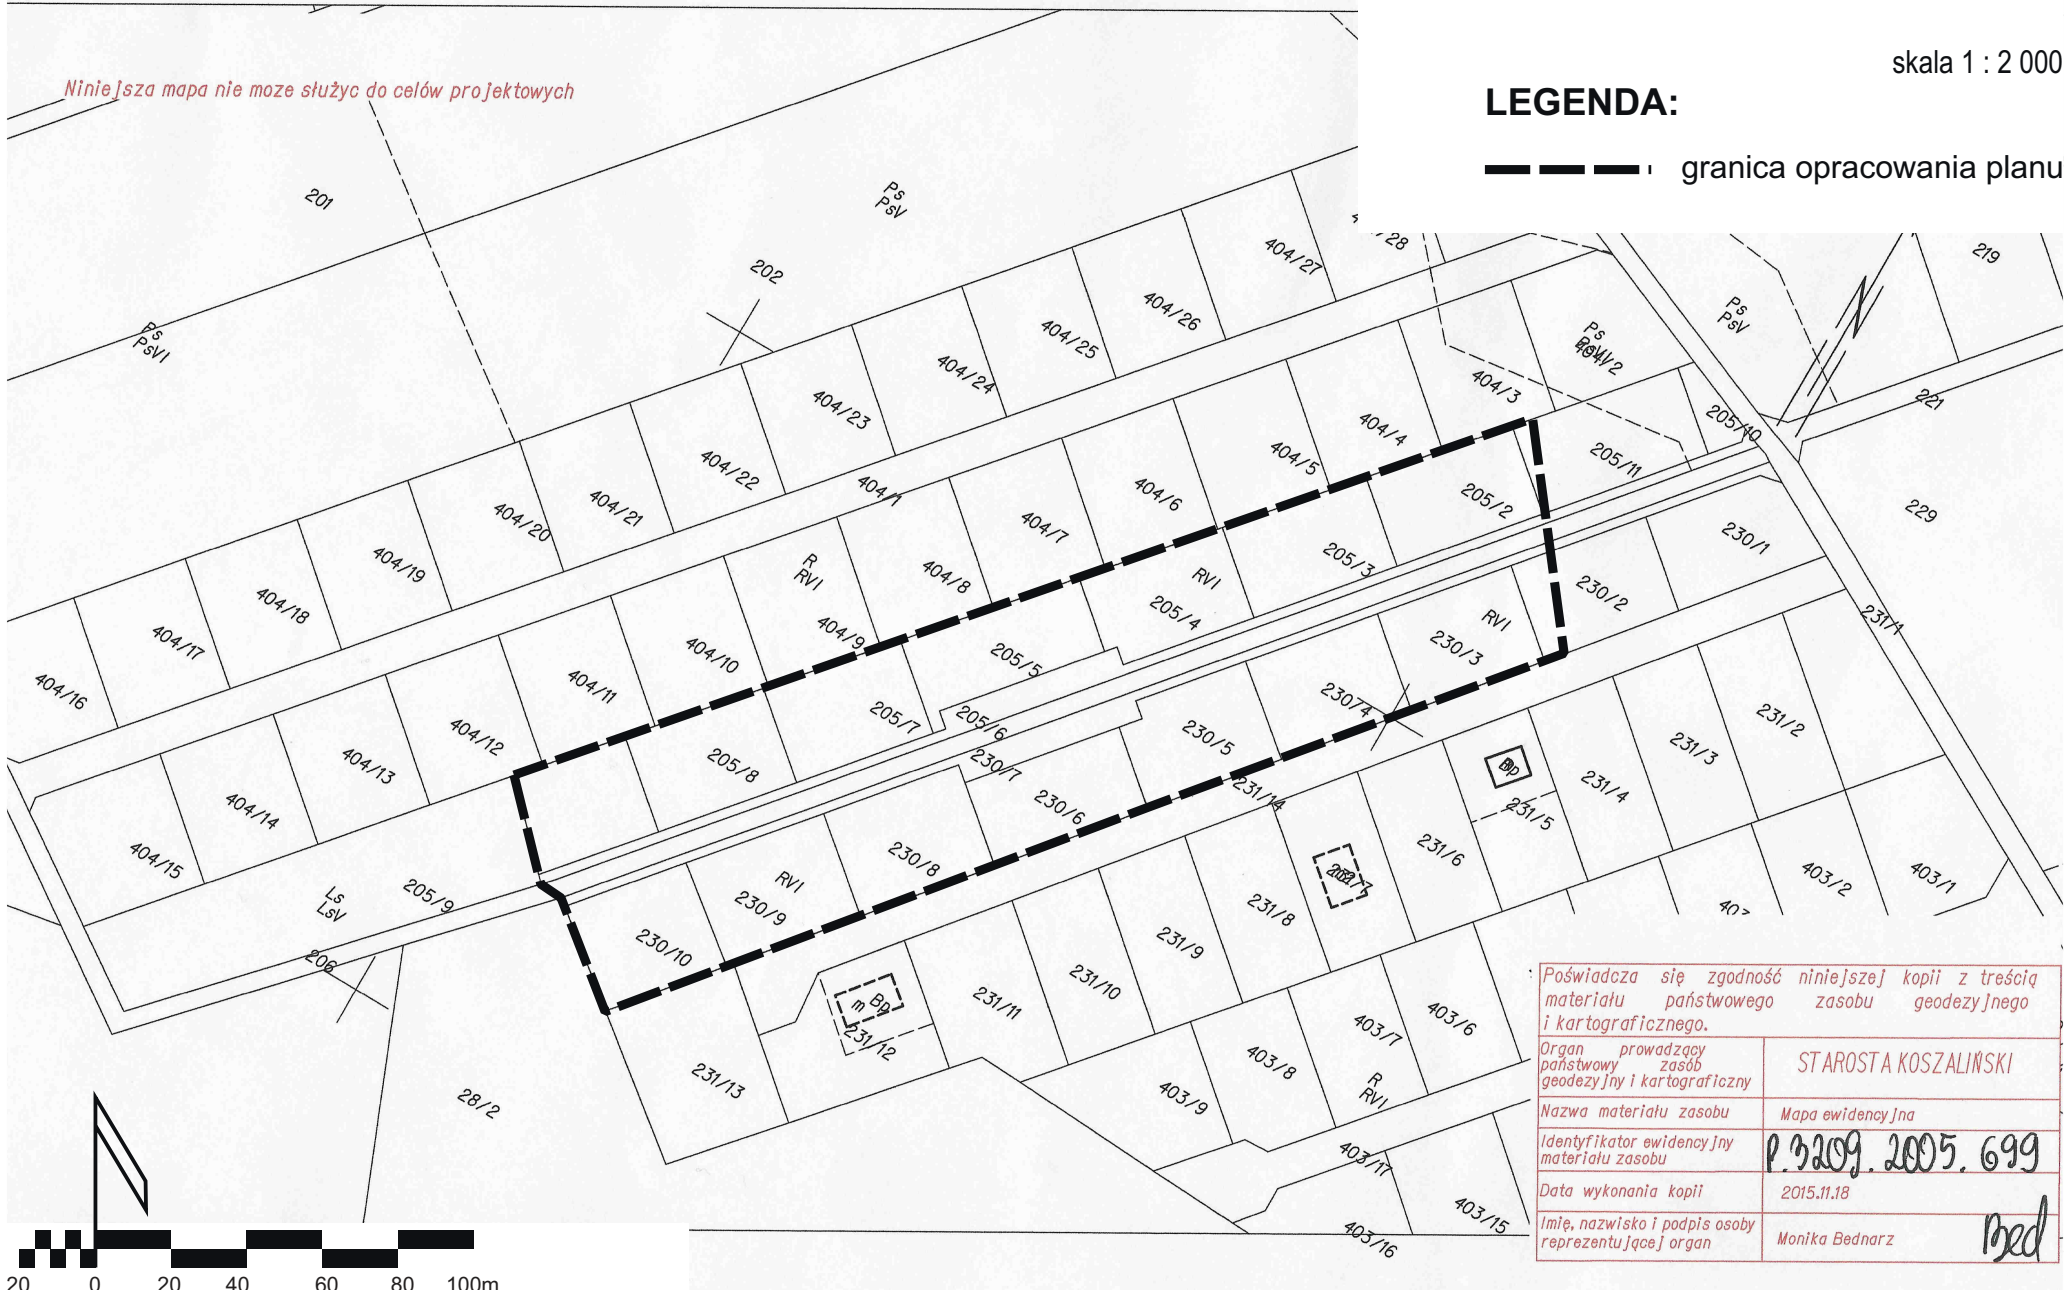 skala 1 : 2 000
Niniejsza mapa nie moze służyc do celów projektowych
LEGENDA:
granica opracowania planu
201
Ps
PsV
202
404/27
/28
219
Ps
PsVI
404/26
404/25
404/24
404/23
404/22
404/21
404/20
404/19
404/18
404/17
404/16
Ps
PsV
Ps
404/2
404/3
404/4
404/5
404/6
404/7
404/8
404/9
404/10
404/11
404/12
404/13
404/14
404/15
404/1
R
RVI
221
205/10
205/11
205/2
205/3
RVI
205/4
205/5
205/6
205/7
205/8
205/9
229
230/1
230/2
RVI
230/3
230/4
230/5
230/6
230/7
230/8
RVI
230/9
230/10
231/1
231/2
231/3
231/4
231/5
Bp
231/6
231/8
231/9
231/10
231/11
m Bp
231/12
231/13
231/14
Ls
LsV
206
28/2
403/1
403/2
403/6
403/7
403/8
403/9
R
RVI
403/17
403/16
403/15
Poświadcza się zgodność niniejszej kopii z treścią
materiału państwowego zasobu geodezyjnego
i kartograficznego.
Organ prowadzący
państwowy zasób
geodezyjny i kartograficzny
STAROSTA KOSZALIŃSKI
Nazwa materiału zasobu
Mapa ewidencyjna
Identyfikator ewidencyjny
materiału zasobu
P.3209.2005.699
Data wykonania kopii
2015.11.18
Imię, nazwisko i podpis osoby
reprezentującej organ
Monika Bednarz
Bed
20 0 20 40 60 80 100m